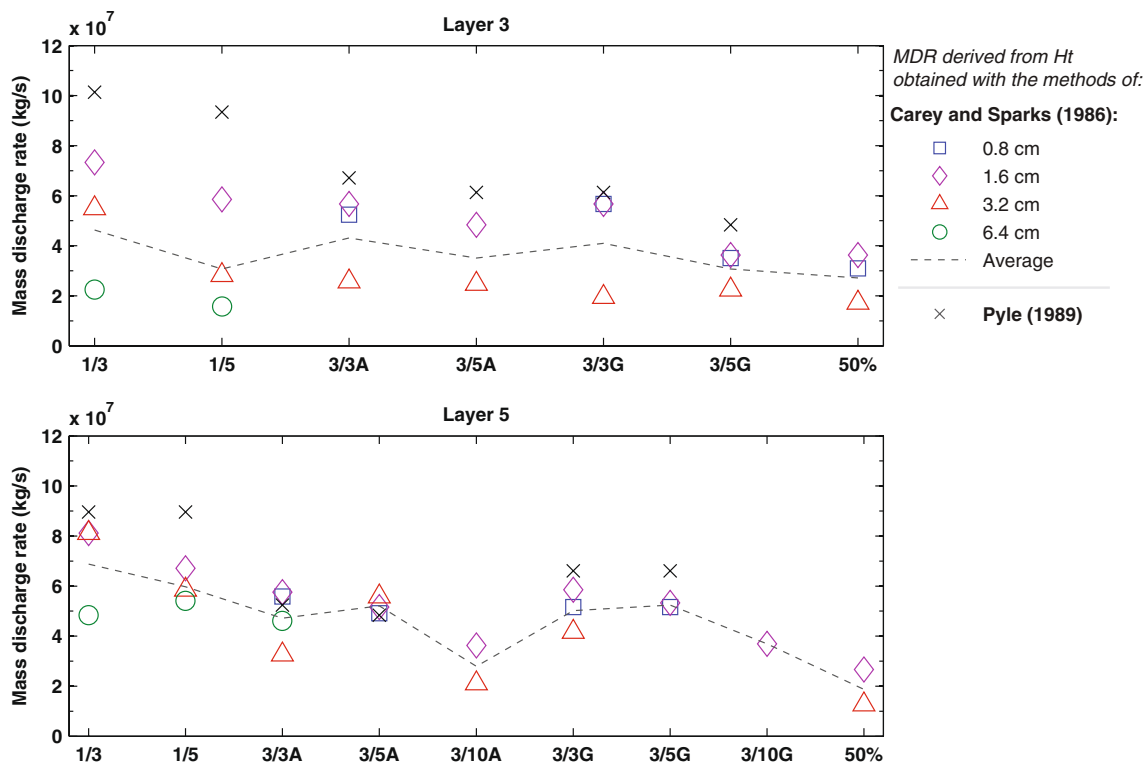 x 10⁷
Layer 3
12
10
8
6
4
2
0
Mass discharge rate (kg/s)
1/3 1/5 3/3A 3/5A 3/3G 3/5G 50%
MDR derived from Ht
obtained with the methods of:
Carey and Sparks (1986):
0.8 cm
1.6 cm
3.2 cm
6.4 cm
Average
Pyle (1989)
x 10⁷
Layer 5
12
10
8
6
4
2
0
Mass discharge rate (kg/s)
1/3 1/5 3/3A 3/5A 3/10A 3/3G 3/5G 3/10G 50%